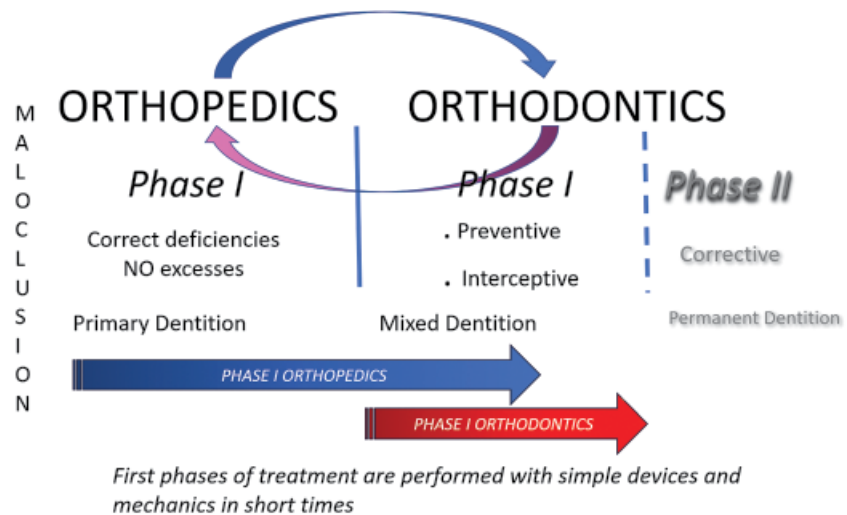 MALOCLUSION
ORTHOPEDICS
ORTHODONTICS
Phase I
Phase I
Phase II
Correct deficiencies
NO excesses
. Preventive
. Interceptive
Corrective
Primary Dentition
Mixed Dentition
Permanent Dentition
PHASE I ORTHOPEDICS
PHASE I ORTHODONTICS
First phases of treatment are performed with simple devices and
mechanics in short times